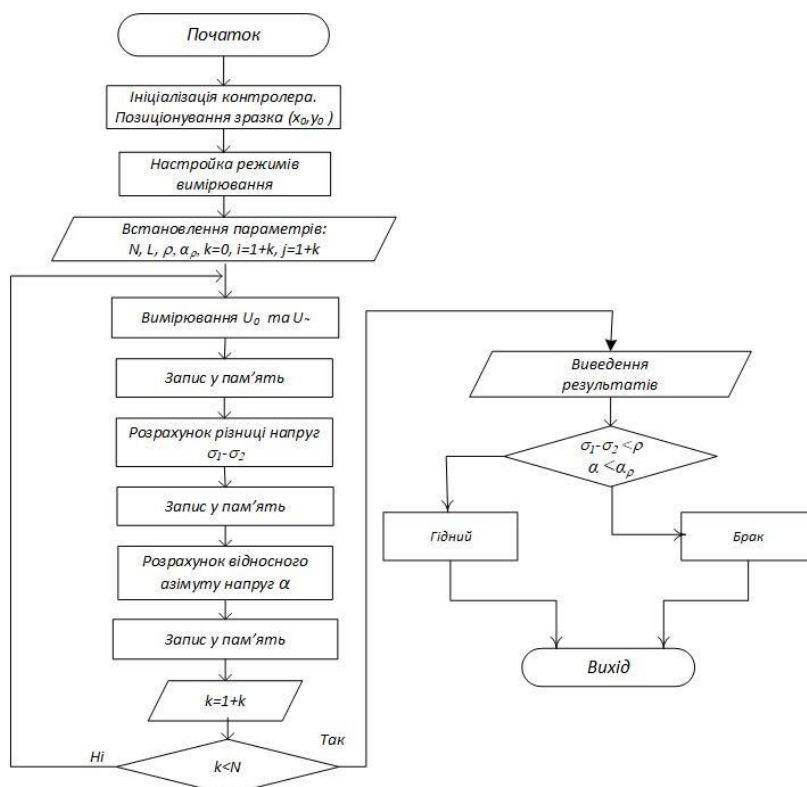 Початок
Ініціалізація контролера.
Позиціонування зразка (x₀,y₀ )
Настройка режимів
вимірювання
Встановлення параметрів:
N, L, ρ, αᵨ, k=0, i=1+k, j=1+k
Вимірювання U₀ та U~
Запис у пам’ять
Розрахунок різниці напруг
σ₁-σ₂
Запис у пам’ять
Розрахунок відносного
азімуту напруг α
Запис у пам’ять
k=1+k
Ні
k<N
Так
Виведення
результатів
σ₁-σ₂ <ρ
α <αᵨ
Гідний
Брак
Вихід